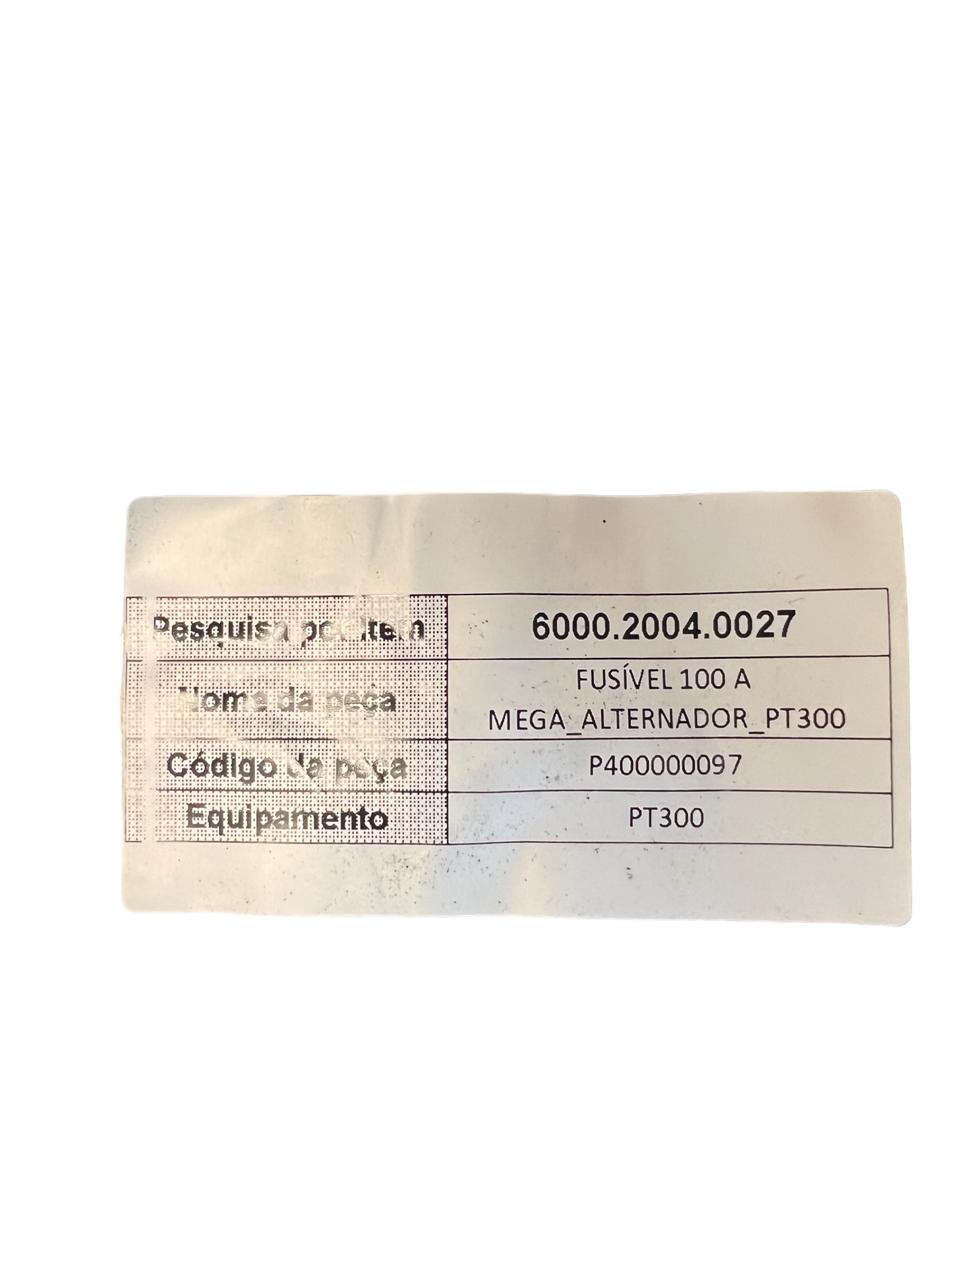 Pesquisa por item 6000.2004.0027
Nome da peça FUSÍVEL 100 A
MEGA_ALTERNADOR_PT300
Código da peça P400000097
Equipamento PT300